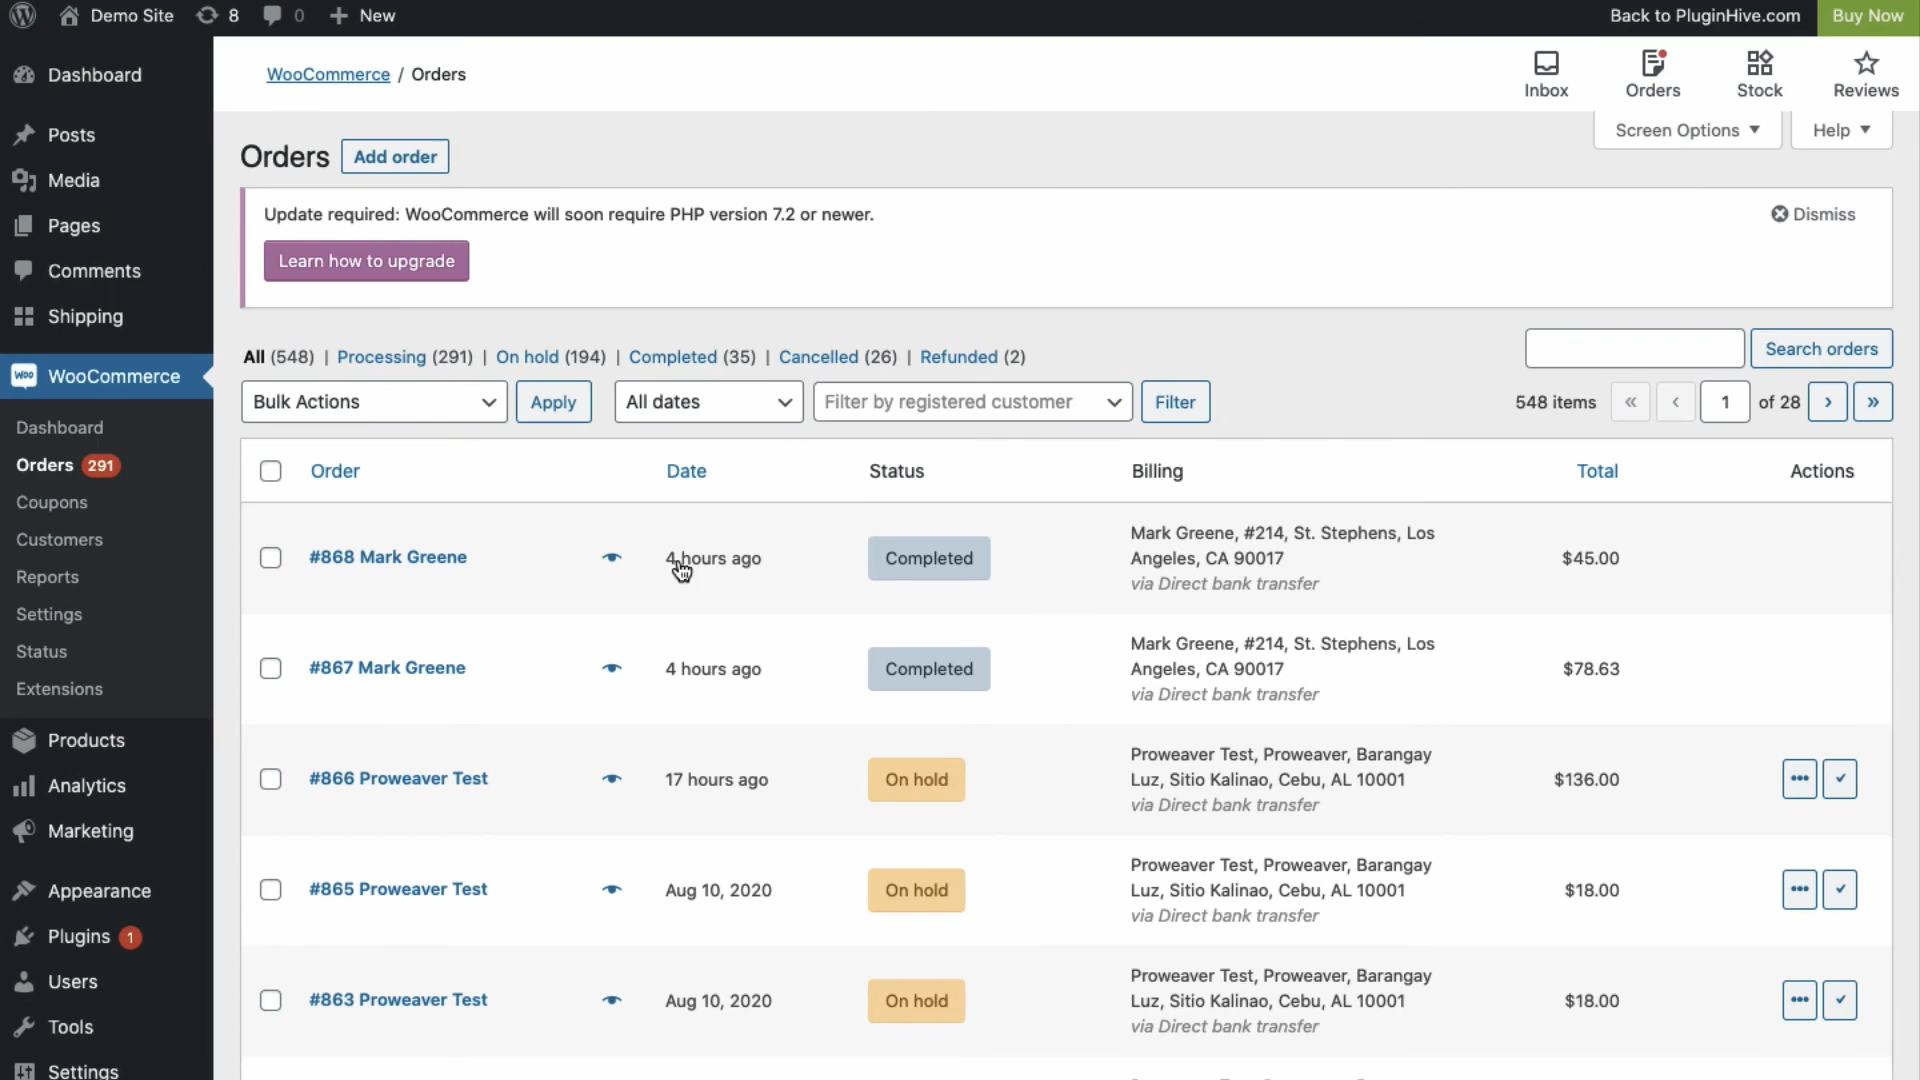 Demo Site 8 0 + New Back to PluginHive.com Buy Now
Dashboard
Posts
Media
Pages
Comments
Shipping
WooCommerce
Dashboard
Orders 291
Coupons
Customers
Reports
Settings
Status
Extensions
Products
Analytics
Marketing
Appearance
Plugins 1
Users
Tools
Settings
WooCommerce / Orders
Inbox Orders Stock Reviews
Screen Options ▼ Help ▼
Orders Add order
Update required: WooCommerce will soon require PHP version 7.2 or newer. Dismiss
Learn how to upgrade
All (548) | Processing (291) | On hold (194) | Completed (35) | Cancelled (26) | Refunded (2)
Search orders
Bulk Actions Apply All dates Filter by registered customer Filter 548 items « ‹ 1 of 28 › »
Order Date Status Billing Total Actions
#868 Mark Greene 4 hours ago Completed Mark Greene, #214, St. Stephens, Los
Angeles, CA 90017 $45.00
via Direct bank transfer
#867 Mark Greene 4 hours ago Completed Mark Greene, #214, St. Stephens, Los
Angeles, CA 90017 $78.63
via Direct bank transfer
#866 Proweaver Test 17 hours ago On hold Proweaver Test, Proweaver, Barangay
Luz, Sitio Kalinao, Cebu, AL 10001 $136.00
via Direct bank transfer
#865 Proweaver Test Aug 10, 2020 On hold Proweaver Test, Proweaver, Barangay
Luz, Sitio Kalinao, Cebu, AL 10001 $18.00
via Direct bank transfer
#863 Proweaver Test Aug 10, 2020 On hold Proweaver Test, Proweaver, Barangay
Luz, Sitio Kalinao, Cebu, AL 10001 $18.00
via Direct bank transfer